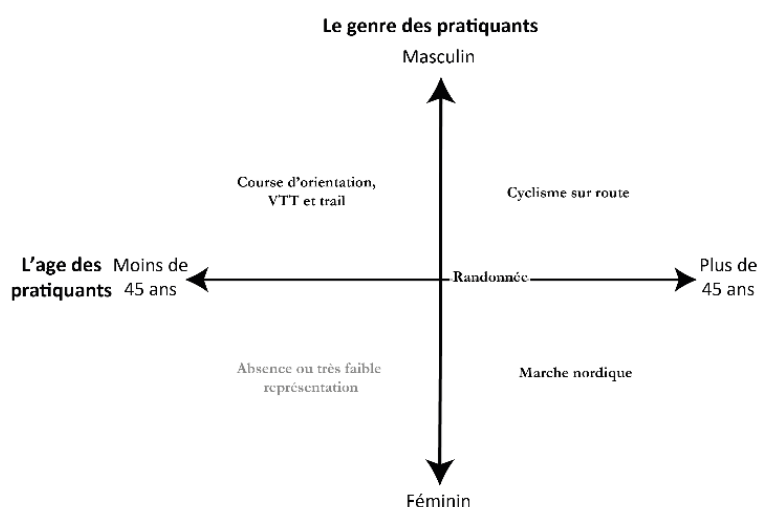 Le genre des pratiquants
Masculin
Course d'orientation,
VTT et trail
Cyclisme sur route
L'age des
pratiquants
Moins de
45 ans
Randonnée
Plus de
45 ans
Absence ou très faible
représentation
Marche nordique
Féminin